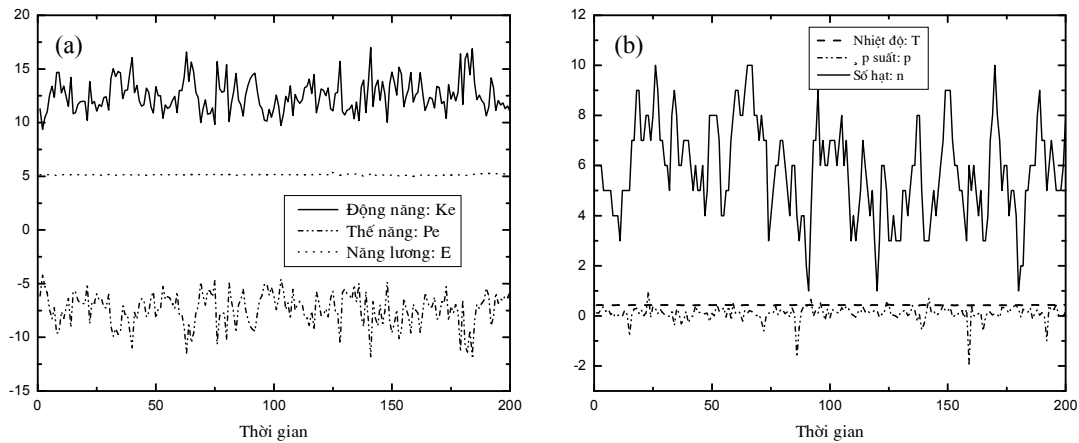 (a)
20
15
10
5
0
-5
-10
-15
Động năng: Ke
Thế năng: Pe
Năng lương: E
0
50
100
150
200
Thời gian
(b)
12
10
8
6
4
2
0
-2
Nhiệt độ: T
¸ p suất: p
Số hạt: n
0
50
100
150
200
Thời gian